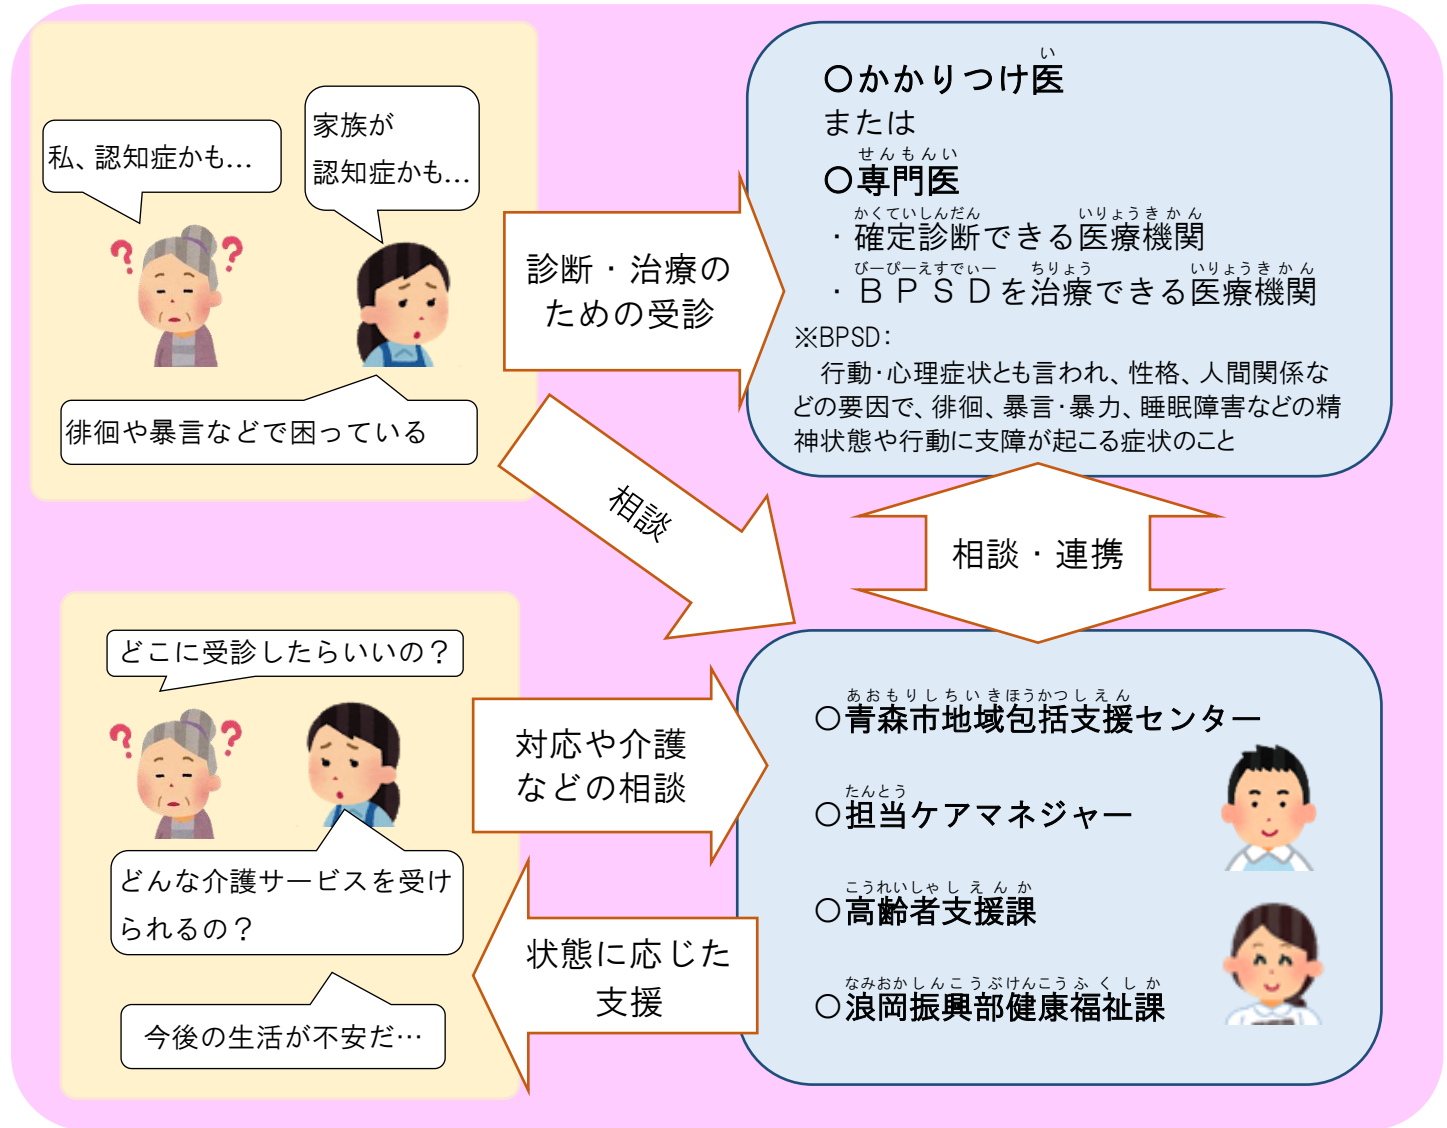 私、認知症かも…
家族が
認知症かも…
徘徊や暴言などで困っている
診断・治療の
ための受診
い
〇かかりつけ医
または
せんもんい
〇専門医
かくていしんだん いりょうきかん
・確定診断できる医療機関
びーぴーえすでぃー ちりょう いりょうきかん
・ＢＰＳＤを治療できる医療機関
※BPSD：
行動・心理症状とも言われ、性格、人間関係な
どの要因で、徘徊、暴言・暴力、睡眠障害などの精
神状態や行動に支障が起こる症状のこと
相談
相談・連携
どこに受診したらいいの？
どんな介護サービスを受け
られるの？
今後の生活が不安だ…
対応や介護
などの相談
状態に応じた
支援
あおもりしちいきほうかつしえん
〇青森市地域包括支援センター
たんとう
〇担当ケアマネジャー
こうれいしゃしえんか
〇高齢者支援課
なみおかしんこうぶけんこうふくしか
〇浪岡振興部健康福祉課